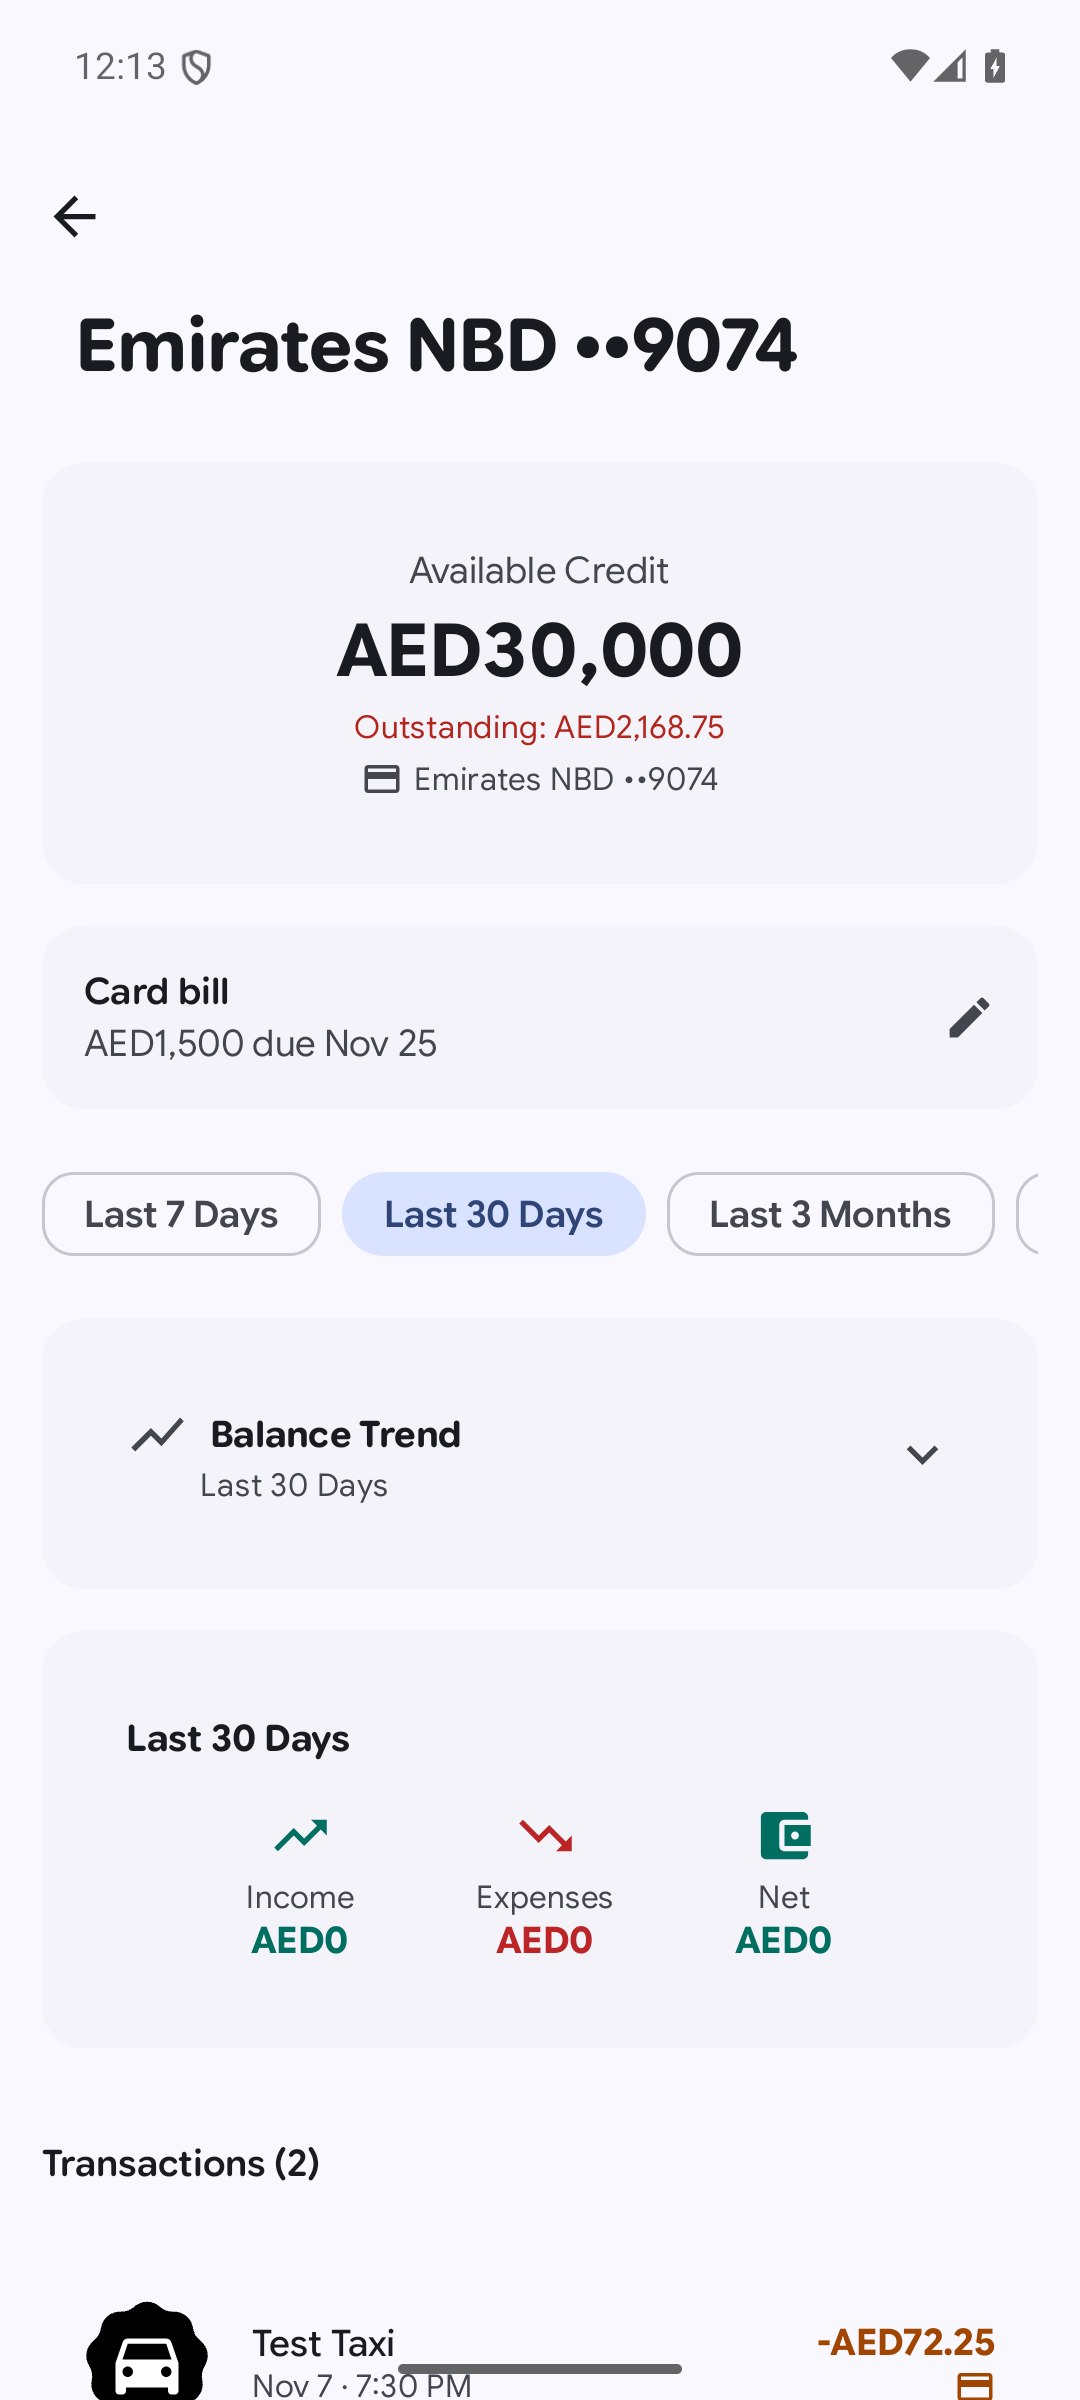 12:13
Emirates NBD ••9074
Available Credit
AED30,000
Outstanding: AED2,168.75
Emirates NBD ••9074
Card bill
AED1,500 due Nov 25
Last 7 Days
Last 30 Days
Last 3 Months
Balance Trend
Last 30 Days
Last 30 Days
Income
Expenses
Net
AED0
AED0
AED0
Transactions (2)
Test Taxi
-AED72.25
Nov 7 · 7:30 PM